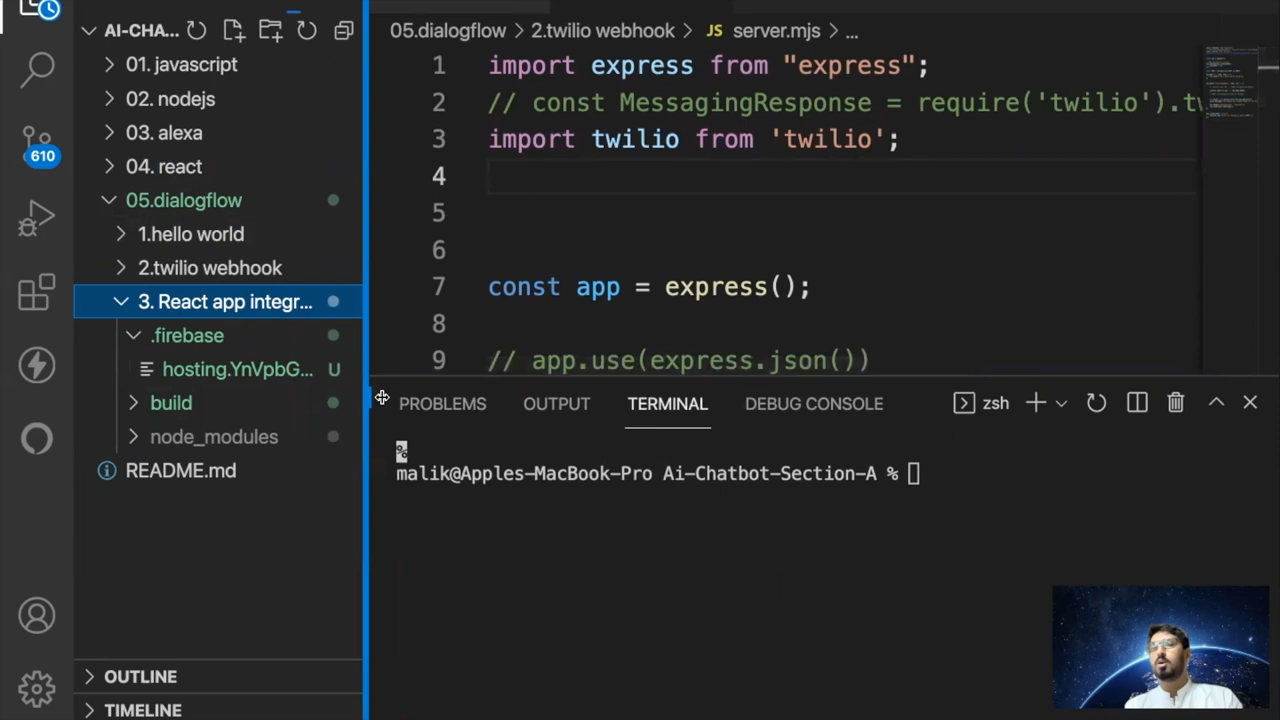 AI-CHA...
01. javascript
02. nodejs
03. alexa
04. react
05.dialogflow
1.hello world
2.twilio webhook
3. React app integr...
.firebase
hosting.YnVpbG... U
build
node_modules
README.md
OUTLINE
TIMELINE
610
05.dialogflow > 2.twilio webhook > JS server.mjs > ...
1 import express from "express";
2 // const MessagingResponse = require('twilio').tw
3 import twilio from 'twilio';
4
5
6
7 const app = express();
8
9 // app.use(express.json())
PROBLEMS OUTPUT TERMINAL DEBUG CONSOLE zsh
%
malik@Apples-MacBook-Pro Ai-Chatbot-Section-A %